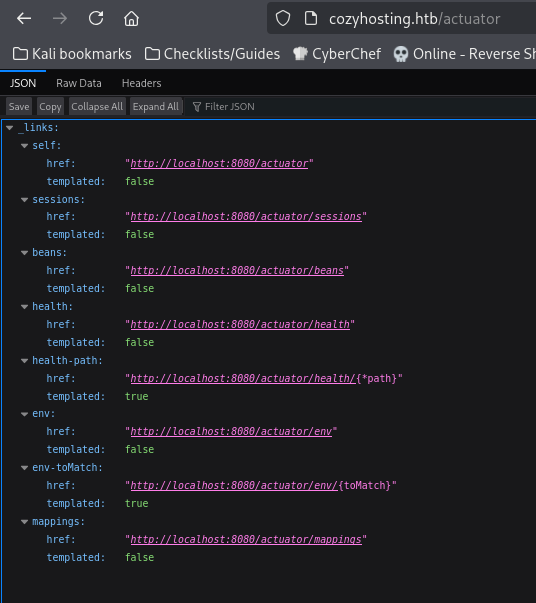 cozyhosting.htb/actuator
Kali bookmarks Checklists/Guides CyberChef Online - Reverse Sh
JSON Raw Data Headers
Save Copy Collapse All Expand All Filter JSON
_links:
self:
href: "http://localhost:8080/actuator"
templated: false
sessions:
href: "http://localhost:8080/actuator/sessions"
templated: false
beans:
href: "http://localhost:8080/actuator/beans"
templated: false
health:
href: "http://localhost:8080/actuator/health"
templated: false
health-path:
href: "http://localhost:8080/actuator/health/{*path}"
templated: true
env:
href: "http://localhost:8080/actuator/env"
templated: false
env-toMatch:
href: "http://localhost:8080/actuator/env/{toMatch}"
templated: true
mappings:
href: "http://localhost:8080/actuator/mappings"
templated: false